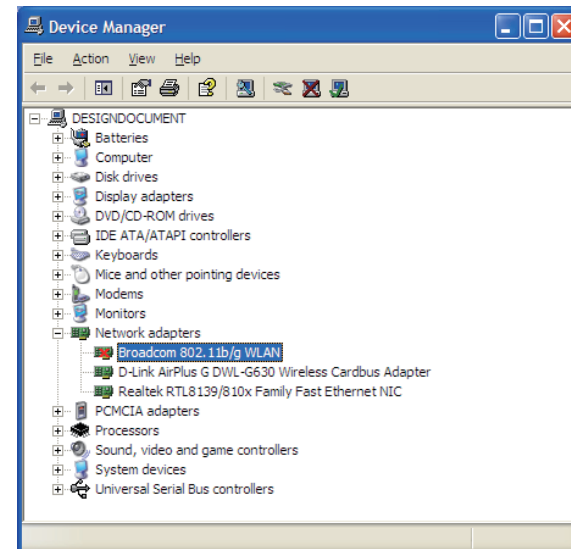 Device Manager
File Action View Help
DESIGNDOCUMENT
Batteries
Computer
Disk drives
Display adapters
DVD/CD-ROM drives
IDE ATA/ATAPI controllers
Keyboards
Mice and other pointing devices
Modems
Monitors
Network adapters
Broadcom 802.11b/g WLAN
D-Link AirPlus G DWL-G630 Wireless Cardbus Adapter
Realtek RTL8139/810x Family Fast Ethernet NIC
PCMCIA adapters
Processors
Sound, video and game controllers
System devices
Universal Serial Bus controllers